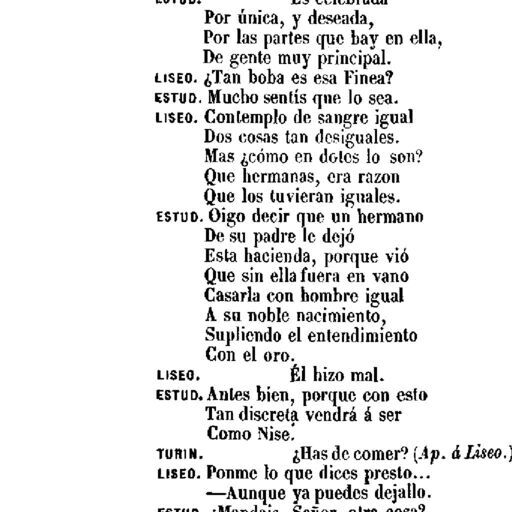 ESTUD. Es celebrada
Por única, y deseada,
Por las partes que hay en ella,
De gente muy principal.
LISEO. ¿Tan boba es esa Finea?
ESTUD. Mucho sentís que lo sea.
LISEO. Contemplo de sangre igual
Dos cosas tan desiguales.
Mas ¿cómo en dotes lo son?
Que hermanas, era razon
Que los tuvieran iguales.
ESTUD. Oigo decir que un hermano
De su padre le dejó
Esta hacienda, porque vió
Que sin ella fuera en vano
Casarla con hombre igual
A su noble nacimiento,
Supliendo el entendimiento
Con el oro.
LISEO. Él hizo mal.
ESTUD. Antes bien, porque con esto
Tan discreta vendrá á ser
Como Nise.
TURIN. ¿Has de comer? (Ap. á Liseo.)
LISEO. Ponme lo que dices presto...
—Aunque ya puedes dejallo.
ESTUD. ¿Mandais, Señor, otra cosa?